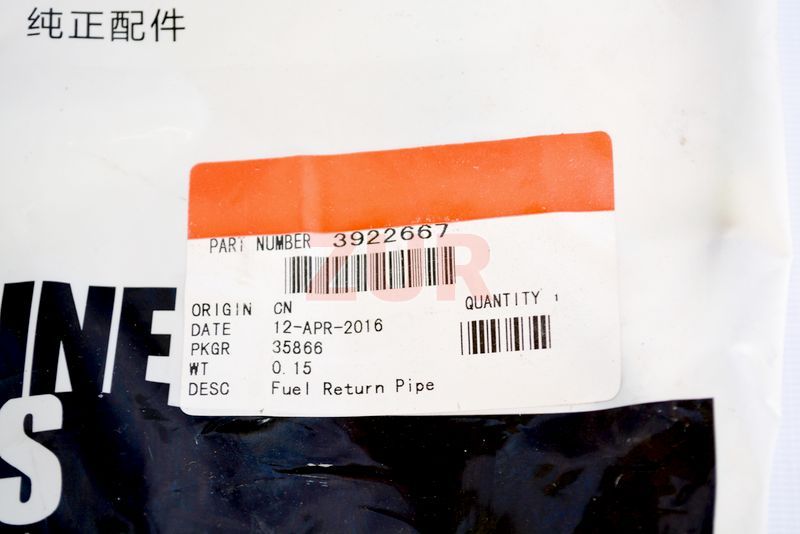 纯正配件
PART NUMBER 3922667
ZUR
ORIGIN CN
QUANTITY
DATE 12-APR-2016
PKGR 35866
WT 0.15
DESC Fuel Return Pipe
INE
S